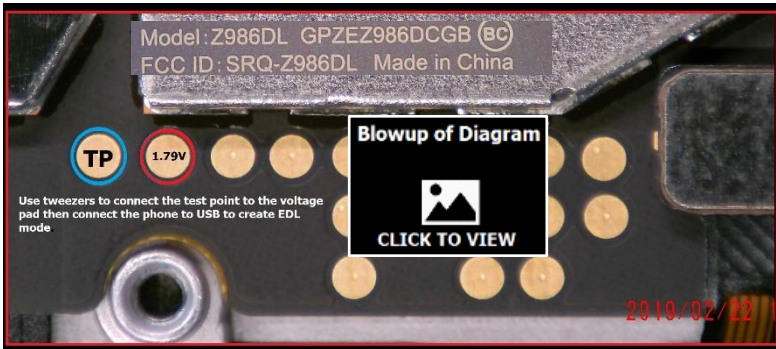 Model:Z986DL GPZEZ986DCGB BC
FCC ID: SRQ-Z986DL Made in China
Blowup of Diagram
TP
1.79V
Use tweezers to connect the test point to the voltage
pad then connect the phone to USB to create EDL
mode
CLICK TO VIEW
2019/02/22